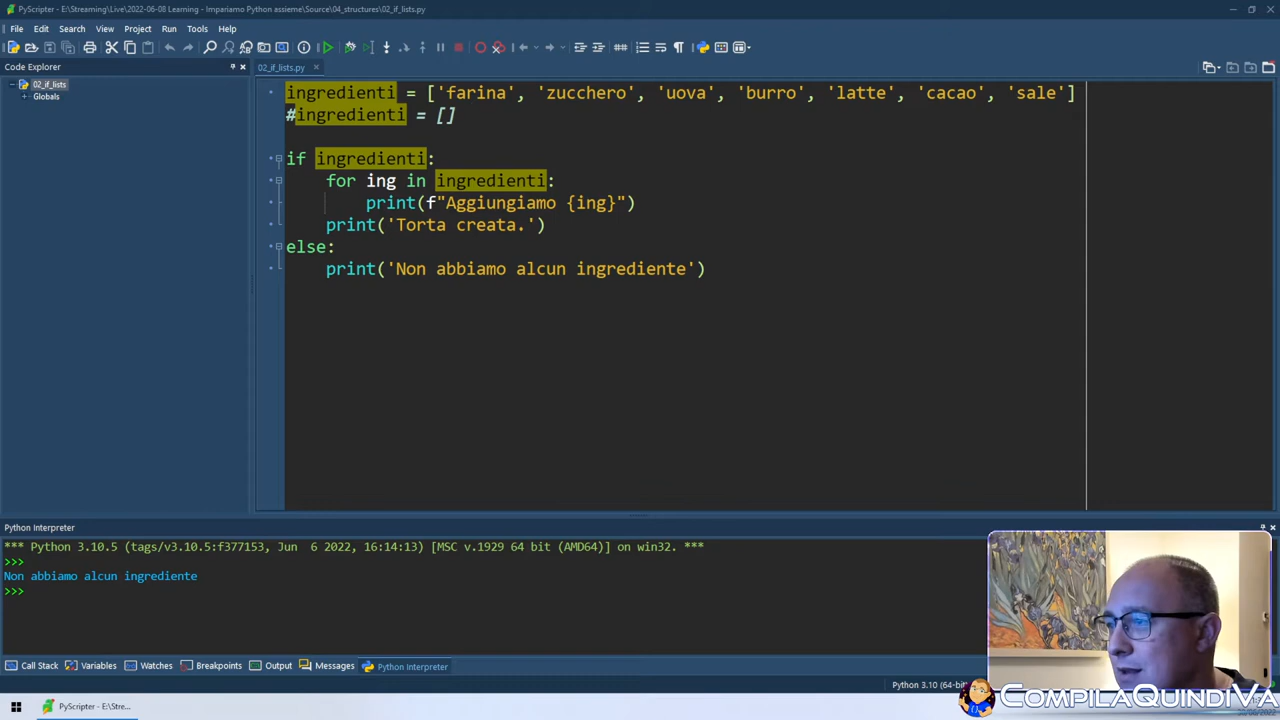 PyScripter - E:\Streaming\Live\2022-06-08 Learning - Impariamo Python assieme\Source\04_structures\02_if_lists.py
File Edit Search View Project Run Tools Help
Code Explorer
02_if_lists.py
02_if_lists
Globals
ingredienti = ['farina', 'zucchero', 'uova', 'burro', 'latte', 'cacao', 'sale']
#ingredienti = []
if ingredienti:
for ing in ingredienti:
print(f"Aggiungiamo {ing}")
print('Torta creata.')
else:
print('Non abbiamo alcun ingrediente')
Python Interpreter
*** Python 3.10.5 (tags/v3.10.5:f377153, Jun 6 2022, 16:14:13) [MSC v.1929 64 bit (AMD64)] on win32. ***
>>>
Non abbiamo alcun ingrediente
>>>
Call Stack Variables Watches Breakpoints Output Messages Python Interpreter
Python 3.10 (64-bit)
CompilaQuindiVa
PyScripter - E:\Stre...